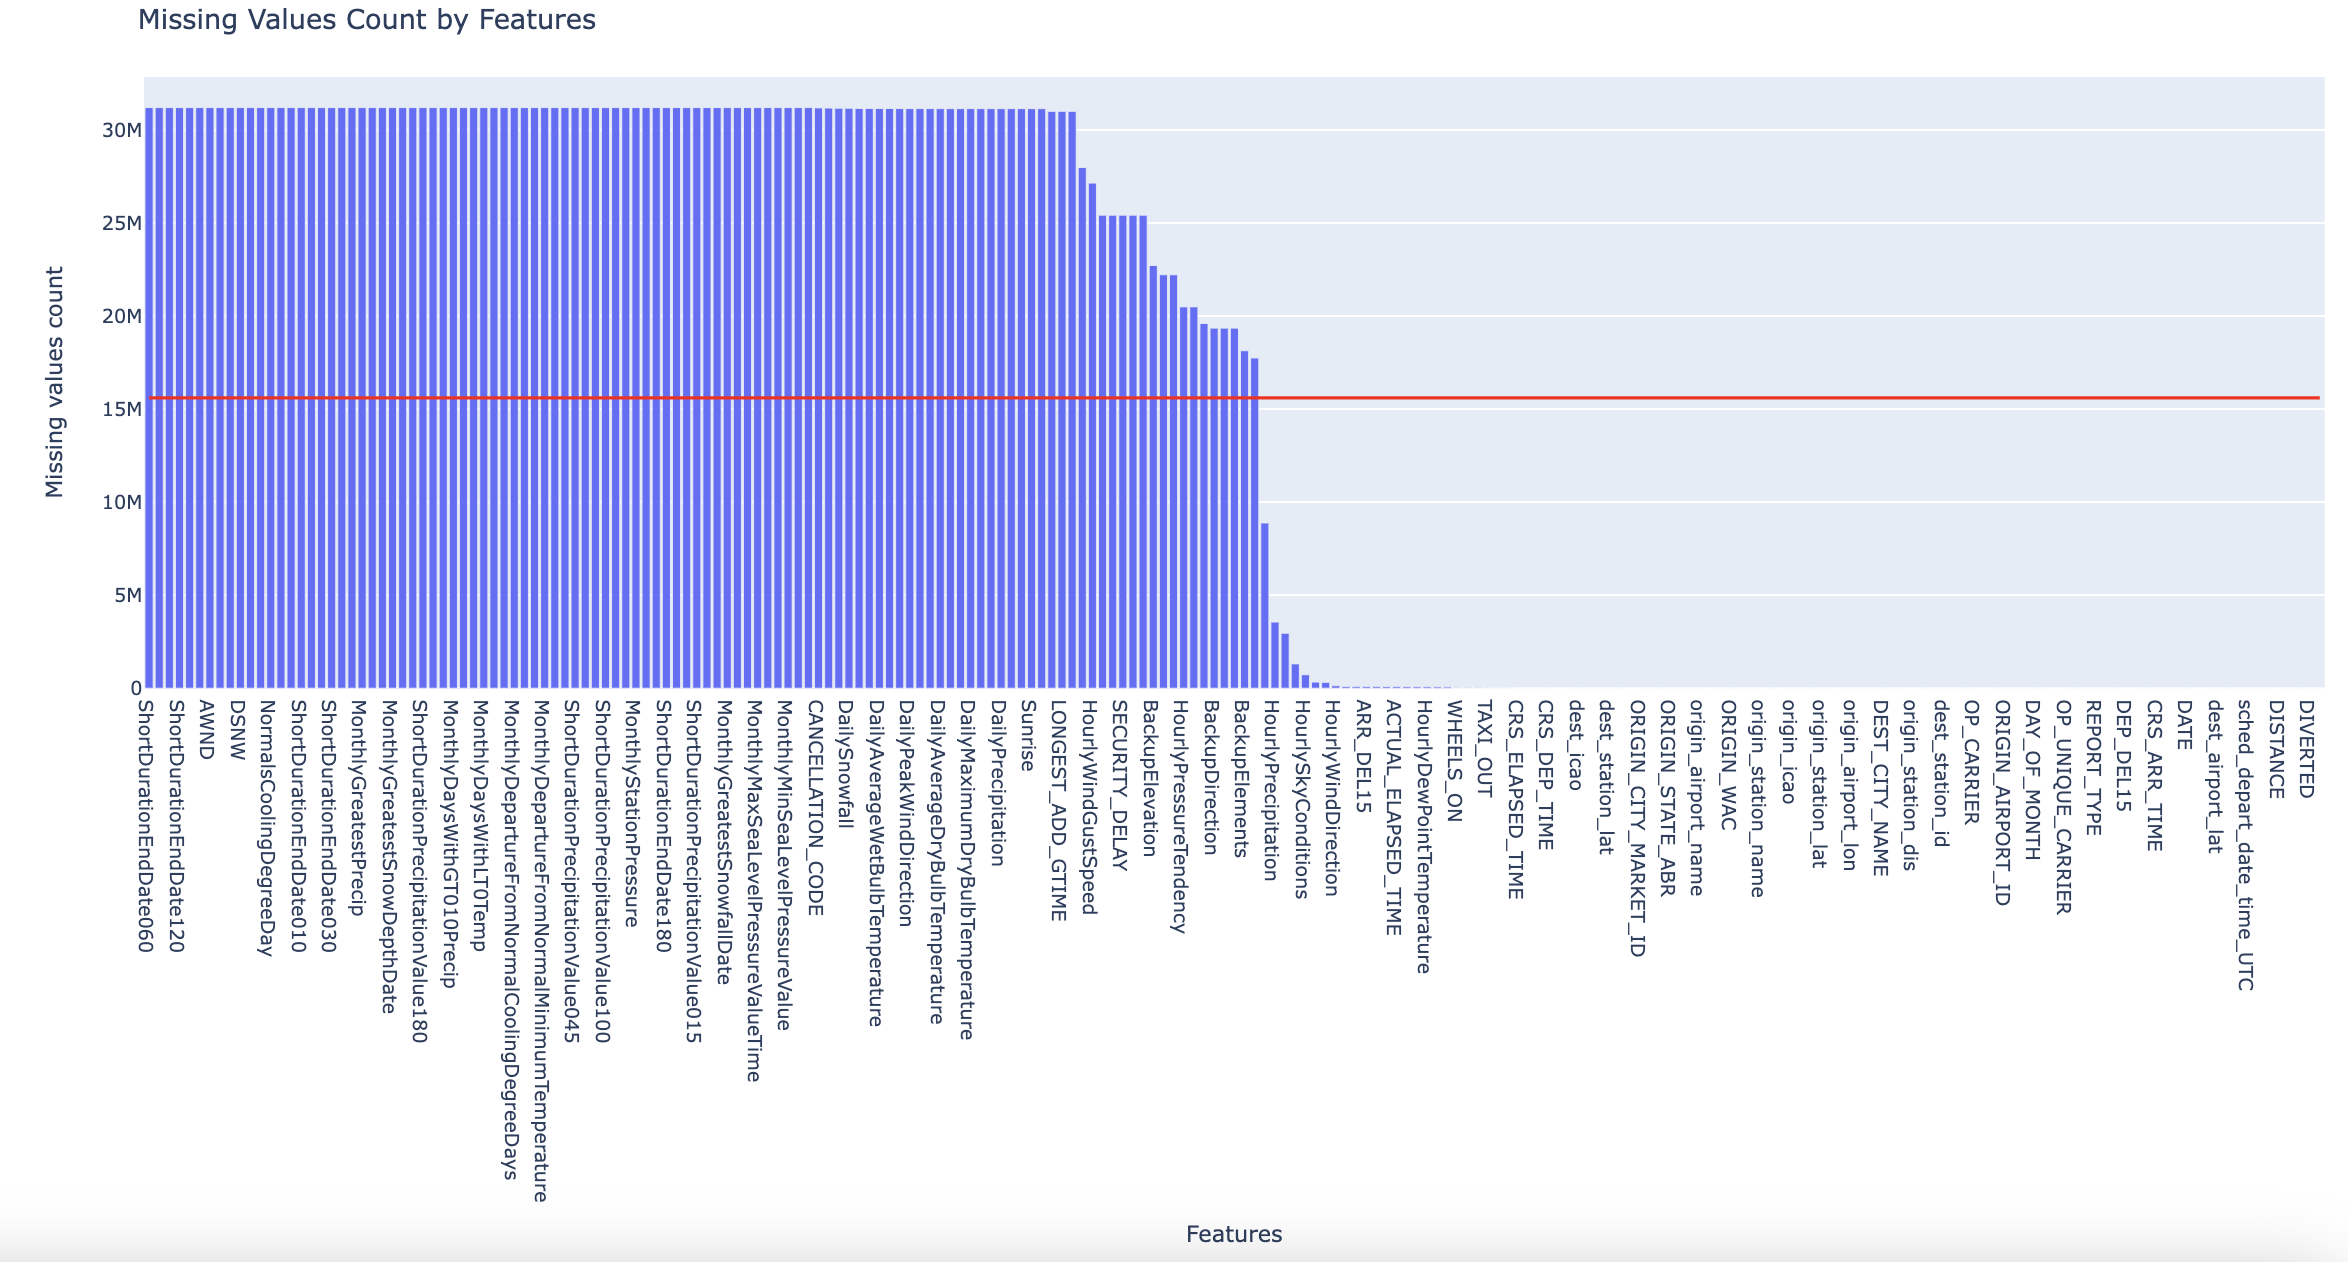 Missing Values Count by Features
Missing values count
30M
25M
20M
15M
10M
5M
0
ShortDurationEndDate060
ShortDurationEndDate120
AWND
DSNW
NormalsCoolingDegreeDay
ShortDurationEndDate010
ShortDurationEndDate030
MonthlyGreatestPrecip
MonthlyGreatestSnowDepthDate
ShortDurationPrecipitationValue180
MonthlyDaysWithGT010Precip
MonthlyDaysWithLT0Temp
MonthlyDepartureFromNormalCoolingDegreeDays
MonthlyDepartureFromNormalMinimumTemperature
ShortDurationPrecipitationValue045
ShortDurationPrecipitationValue100
MonthlyStationPressure
ShortDurationEndDate180
ShortDurationPrecipitationValue015
MonthlyGreatestSnowfallDate
MonthlyMaxSeaLevelPressureValueTime
MonthlyMinSeaLevelPressureValue
CANCELLATION_CODE
DailySnowfall
DailyAverageWetBulbTemperature
DailyPeakWindDirection
DailyAverageDryBulbTemperature
DailyMaximumDryBulbTemperature
DailyPrecipitation
Sunrise
LONGEST_ADD_GTIME
HourlyWindGustSpeed
SECURITY_DELAY
BackupElevation
HourlyPressureTendency
BackupDirection
BackupElements
HourlyPrecipitation
HourlySkyConditions
HourlyWindDirection
ARR_DEL15
ACTUAL_ELAPSED_TIME
HourlyDewPointTemperature
WHEELS_ON
TAXI_OUT
CRS_ELAPSED_TIME
CRS_DEP_TIME
dest_icao
dest_station_lat
ORIGIN_CITY_MARKET_ID
ORIGIN_STATE_ABR
origin_airport_name
ORIGIN_WAC
origin_station_name
origin_icao
origin_station_lat
origin_airport_lon
DEST_CITY_NAME
origin_station_dis
dest_station_id
OP_CARRIER
ORIGIN_AIRPORT_ID
DAY_OF_MONTH
OP_UNIQUE_CARRIER
REPORT_TYPE
DEP_DEL15
CRS_ARR_TIME
DATE
dest_airport_lat
sched_depart_date_time_UTC
DISTANCE
DIVERTED
Features